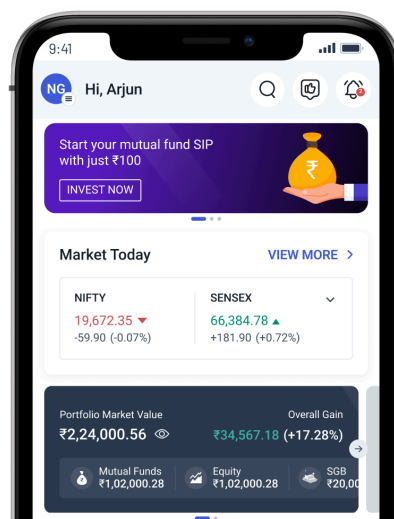 9:41
NG
Hi, Arjun
2
Start your mutual fund SIP
with just ₹100
INVEST NOW
₹
Market Today
VIEW MORE
NIFTY
SENSEX
19,672.35
66,384.78
-59.90 (-0.07%)
+181.90 (+0.72%)
Portfolio Market Value
Overall Gain
₹2,24,000.56
₹34,567.18 (+17.28%)
Mutual Funds
Equity
SGB
₹1,02,000.28
₹1,02,000.28
₹20,00